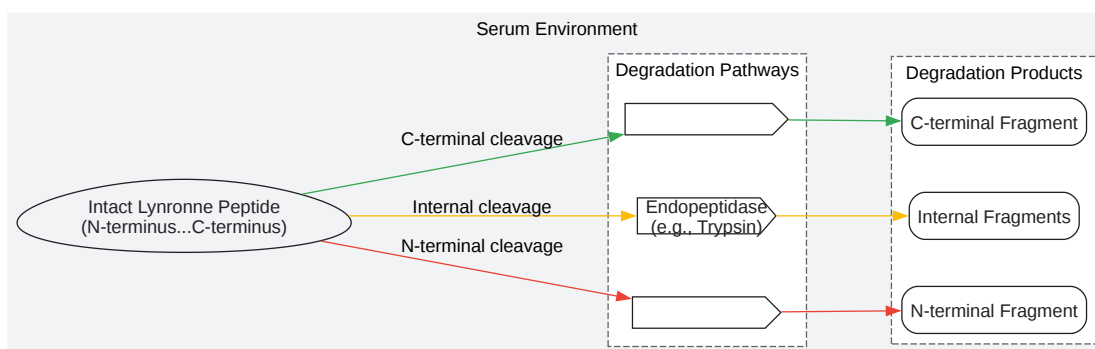 Serum Environment
Degradation Pathways
Degradation Products
C-terminal cleavage
C-terminal Fragment
Intact Lynronne Peptide
(N-terminus...C-terminus)
Internal cleavage
Endopeptidase
(e.g., Trypsin)
Internal Fragments
N-terminal cleavage
N-terminal Fragment